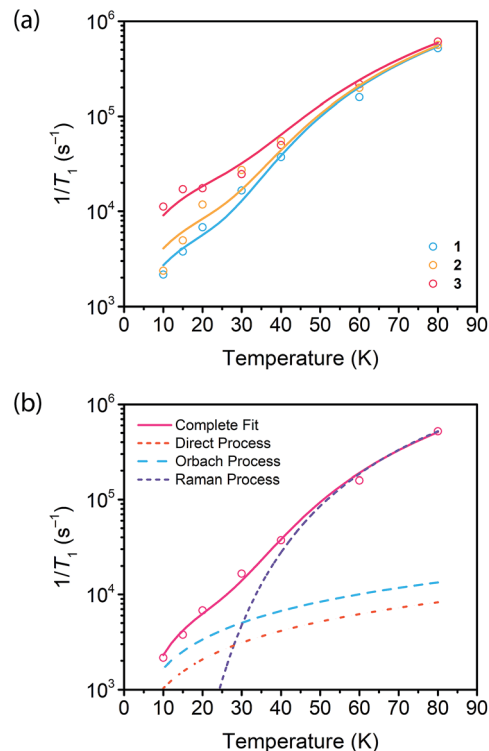 (a)
10⁶
10⁵
10⁴
10³
1/T₁ (s⁻¹)
1
2
3
0 10 20 30 40 50 60 70 80 90
Temperature (K)
(b)
10⁶
10⁵
10⁴
10³
1/T₁ (s⁻¹)
Complete Fit
Direct Process
Orbach Process
Raman Process
0 10 20 30 40 50 60 70 80 90
Temperature (K)